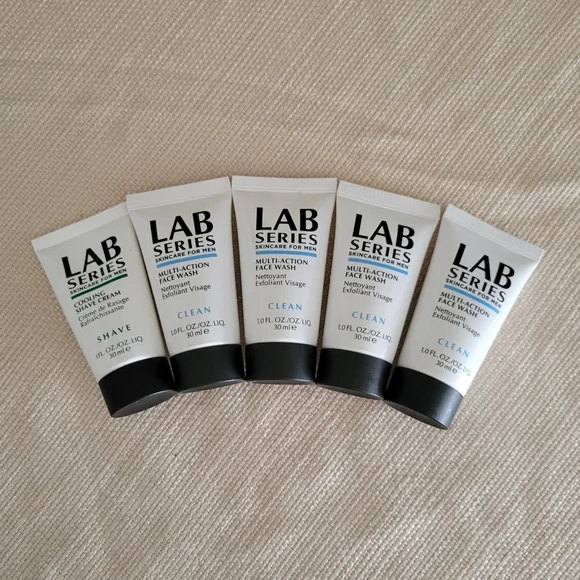 LAB
SERIES
SKINCARE FOR MEN
COOLING
SHAVE CREAM
Crème de Rasage
Rafraîchissante
SHAVE
1FL. OZ./OZ. LIQ.
30 ml e
LAB
SERIES
SKINCARE FOR MEN
MULTI-ACTION
FACE WASH
Nettoyant
Exfoliant Visage
CLEAN
1.0 FL. OZ./OZ. LIQ.
30 ml e
LAB
SERIES
SKINCARE FOR MEN
MULTI-ACTION
FACE WASH
Nettoyant
Exfoliant Visage
CLEAN
1.0 FL. OZ./OZ. LIQ.
30 ml e
LAB
SERIES
SKINCARE FOR MEN
MULTI-ACTION
FACE WASH
Nettoyant
Exfoliant Visage
CLEAN
1.0 FL. OZ./OZ. LIQ.
30 ml e
LAB
SERIES
SKINCARE FOR MEN
MULTI-ACTION
FACE WASH
Nettoyant
Exfoliant Visage
CLEAN
1.0 FL. OZ./OZ. LIQ.
30 ml e